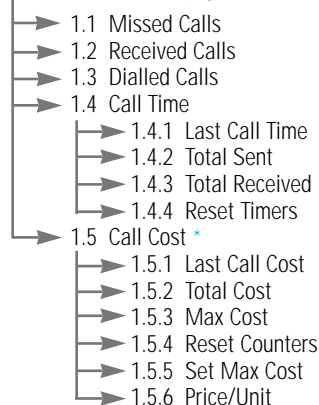 1.1 Missed Calls
1.2 Received Calls
1.3 Dialled Calls
1.4 Call Time
1.4.1 Last Call Time
1.4.2 Total Sent
1.4.3 Total Received
1.4.4 Reset Timers
1.5 Call Cost *
1.5.1 Last Call Cost
1.5.2 Total Cost
1.5.3 Max Cost
1.5.4 Reset Counters
1.5.5 Set Max Cost
1.5.6 Price/Unit